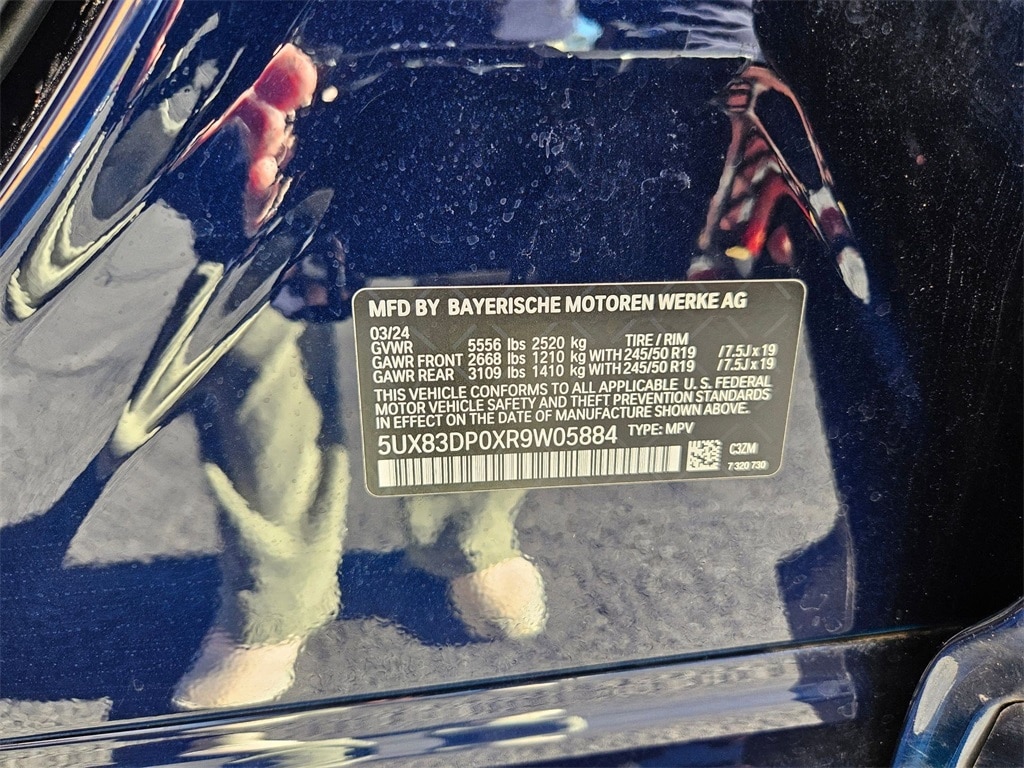 MFD BY BAYERISCHE MOTOREN WERKE AG
03/24 TIRE / RIM
GVWR 5556 lbs 2520 kg
GAWR FRONT 2668 lbs 1210 kg WITH 245/50 R19 /7.5J x 19
GAWR REAR 3109 lbs 1410 kg WITH 245/50 R19 /7.5J x 19
THIS VEHICLE CONFORMS TO ALL APPLICABLE U.S. FEDERAL
MOTOR VEHICLE SAFETY AND THEFT PREVENTION STANDARDS
IN EFFECT ON THE DATE OF MANUFACTURE SHOWN ABOVE.
5UX83DP0XR9W05884 TYPE: MPV
C3ZM
7 320 730